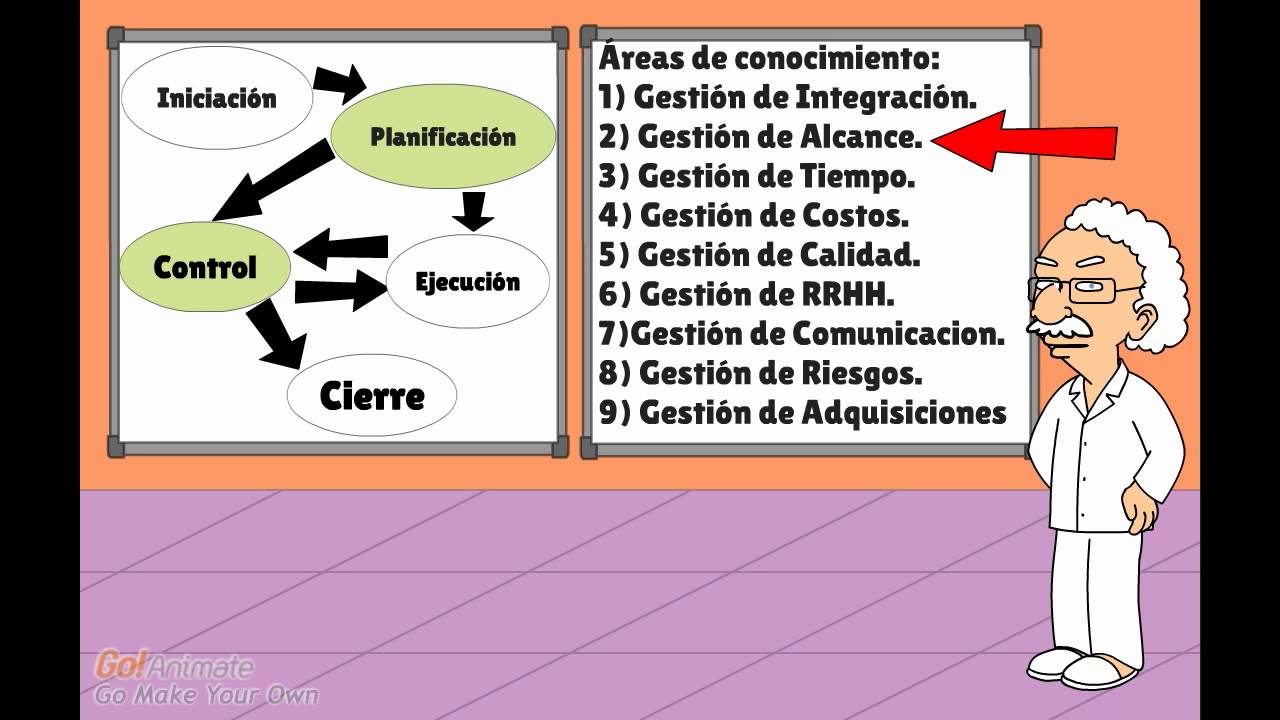 Iniciación
Planificación
Control
Ejecución
Cierre
Áreas de conocimiento:
1) Gestión de Integración.
2) Gestión de Alcance.
3) Gestión de Tiempo.
4) Gestión de Costos.
5) Gestión de Calidad.
6) Gestión de RRHH.
7)Gestión de Comunicacion.
8) Gestión de Riesgos.
9) Gestión de Adquisiciones
Go!Animate
Go Make Your Own